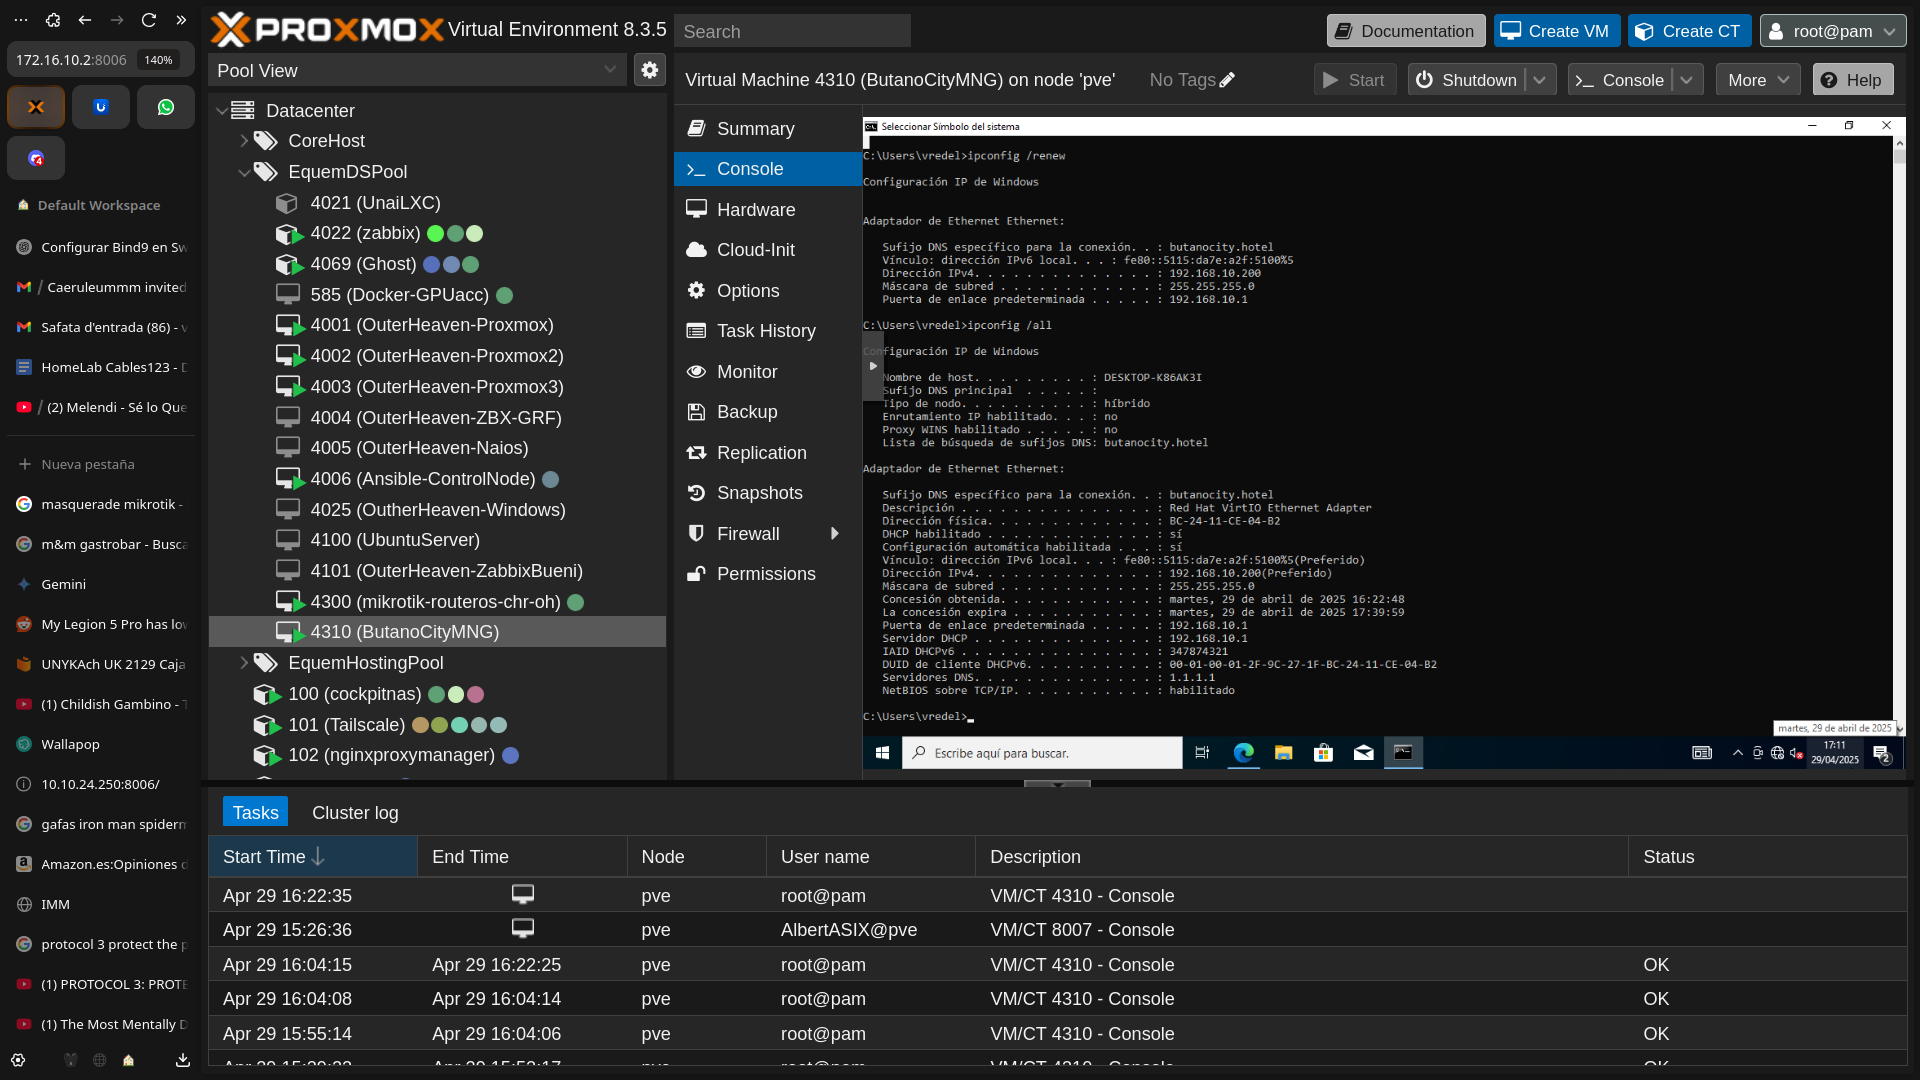 172.16.10.2:8006 140%
Default Workspace
Configurar Bind9 en Sw
/ Caeruleummm invited
Safata d'entrada (86) - v
HomeLab Cables123 - D
/ (2) Melendi - Sé lo Que
Nueva pestaña
masquerade mikrotik -
m&m gastrobar - Busca
Gemini
My Legion 5 Pro has lov
UNYKAch UK 2129 Caja
(1) Childish Gambino - T
Wallapop
10.10.24.250:8006/
gafas iron man spiderm
Amazon.es:Opiniones d
IMM
protocol 3 protect the p
(1) PROTOCOL 3: PROTE
(1) The Most Mentally D
PROXMOX Virtual Environment 8.3.5
Search
Documentation
Create VM
Create CT
root@pam
Pool View
Datacenter
CoreHost
EquemDSPool
4021 (UnaiLXC)
4022 (zabbix)
4069 (Ghost)
585 (Docker-GPUacc)
4001 (OuterHeaven-Proxmox)
4002 (OuterHeaven-Proxmox2)
4003 (OuterHeaven-Proxmox3)
4004 (OuterHeaven-ZBX-GRF)
4005 (OuterHeaven-Naios)
4006 (Ansible-ControlNode)
4025 (OutherHeaven-Windows)
4100 (UbuntuServer)
4101 (OuterHeaven-ZabbixBueni)
4300 (mikrotik-routeros-chr-oh)
4310 (ButanoCityMNG)
EquemHostingPool
100 (cockpitnas)
101 (Tailscale)
102 (nginxproxymanager)
Virtual Machine 4310 (ButanoCityMNG) on node 'pve'
No Tags
Start
Shutdown
Console
More
Help
Summary
Console
Hardware
Cloud-Init
Options
Task History
Monitor
Backup
Replication
Snapshots
Firewall
Permissions
Seleccionar Símbolo del sistema
C:\Users\vredel>ipconfig /renew
Configuración IP de Windows
Adaptador de Ethernet Ethernet:
Sufijo DNS específico para la conexión. . : butanocity.hotel
Vínculo: dirección IPv6 local. . . : fe80::5115:da7e:a2f:5100%5
Dirección IPv4. . . . . . . . . . . . . . : 192.168.10.200
Máscara de subred . . . . . . . . . . . . : 255.255.255.0
Puerta de enlace predeterminada . . . . . : 192.168.10.1
C:\Users\vredel>ipconfig /all
Configuración IP de Windows
Nombre de host. . . . . . . . . : DESKTOP-K86AK3I
Sufijo DNS principal  . . . . . :
Tipo de nodo. . . . . . . . . . : híbrido
Enrutamiento IP habilitado. . . : no
Proxy WINS habilitado . . . . . : no
Lista de búsqueda de sufijos DNS: butanocity.hotel
Adaptador de Ethernet Ethernet:
Sufijo DNS específico para la conexión. . : butanocity.hotel
Descripción . . . . . . . . . . . . . . . : Red Hat VirtIO Ethernet Adapter
Dirección física. . . . . . . . . . . . . : BC-24-11-CE-04-B2
DHCP habilitado . . . . . . . . . . . . . : sí
Configuración automática habilitada . . . : sí
Vínculo: dirección IPv6 local. . . : fe80::5115:da7e:a2f:5100%5(Preferido)
Dirección IPv4. . . . . . . . . . . . . . : 192.168.10.200(Preferido)
Máscara de subred . . . . . . . . . . . . : 255.255.255.0
Concesión obtenida. . . . . . . . . . . . : martes, 29 de abril de 2025 16:22:48
La concesión expira . . . . . . . . . . . : martes, 29 de abril de 2025 17:39:59
Puerta de enlace predeterminada . . . . . : 192.168.10.1
Servidor DHCP . . . . . . . . . . . . . . : 192.168.10.1
IAID DHCPv6 . . . . . . . . . . . . . . . : 347874321
DUID de cliente DHCPv6. . . . . . . . . . : 00-01-00-01-2F-9C-27-1F-BC-24-11-CE-04-B2
Servidores DNS. . . . . . . . . . . . . . : 1.1.1.1
NetBIOS sobre TCP/IP. . . . . . . . . . . : habilitado
C:\Users\vredel>
martes, 29 de abril de 2025
Escribe aquí para buscar.
17:11
29/04/2025
2
Tasks
Cluster log
Start Time End Time Node User name Description Status
Apr 29 16:22:35 pve root@pam VM/CT 4310 - Console
Apr 29 15:26:36 pve AlbertASIX@pve VM/CT 8007 - Console
Apr 29 16:04:15 Apr 29 16:22:25 pve root@pam VM/CT 4310 - Console OK
Apr 29 16:04:08 Apr 29 16:04:14 pve root@pam VM/CT 4310 - Console OK
Apr 29 15:55:14 Apr 29 16:04:06 pve root@pam VM/CT 4310 - Console OK